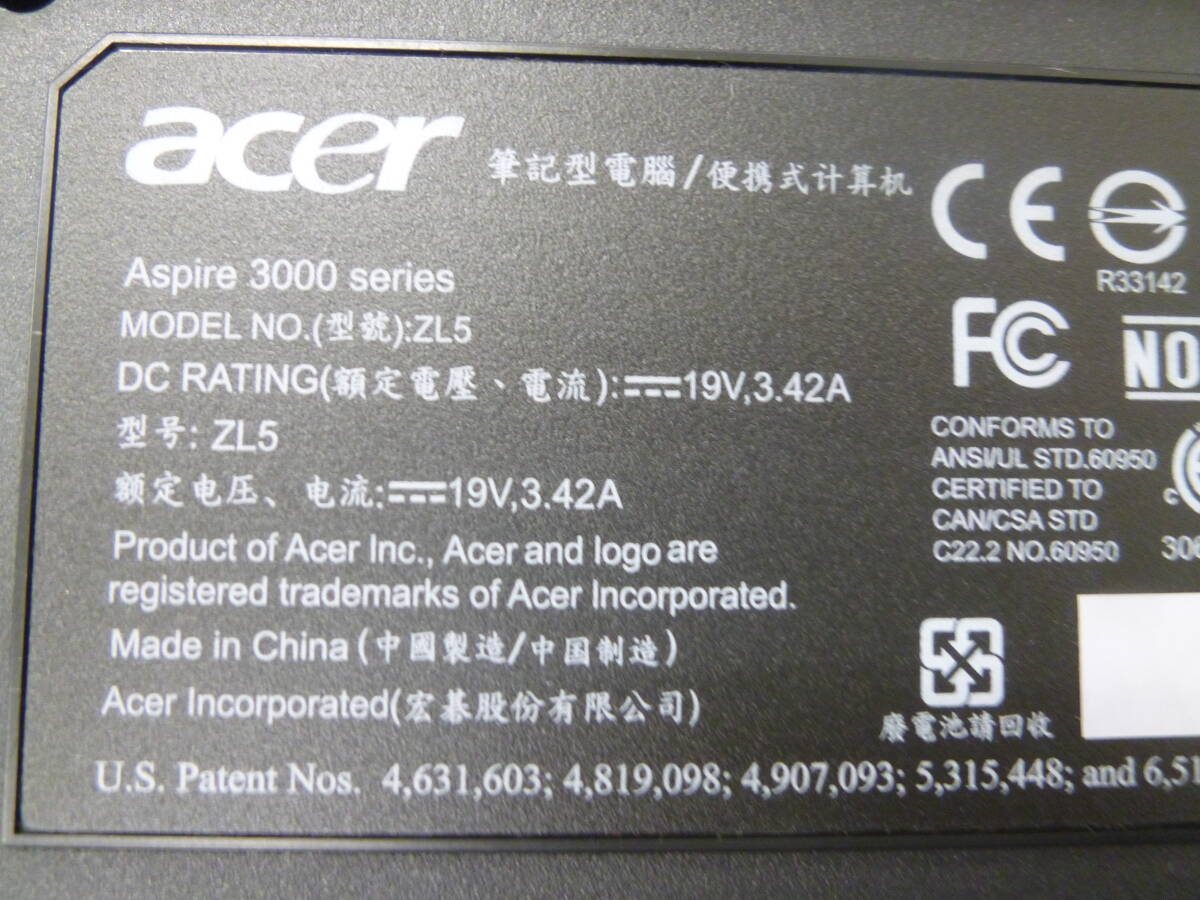 acer 筆記型電腦/便携式计算机
Aspire 3000 series
MODEL NO.(型號):ZL5
DC RATING(額定電壓、電流):⎓19V,3.42A
型号: ZL5
额定电压、电流:⎓19V,3.42A
Product of Acer Inc., Acer and logo are
registered trademarks of Acer Incorporated.
Made in China (中國製造/中国制造)
Acer Incorporated(宏碁股份有限公司)
U.S. Patent Nos. 4,631,603; 4,819,098; 4,907,093; 5,315,448; and 6,51
CE
R33142
FC
NO
CONFORMS TO
ANSI/UL STD.60950
CERTIFIED TO
CAN/CSA STD
C22.2 NO.60950
c
306
廢電池請回收